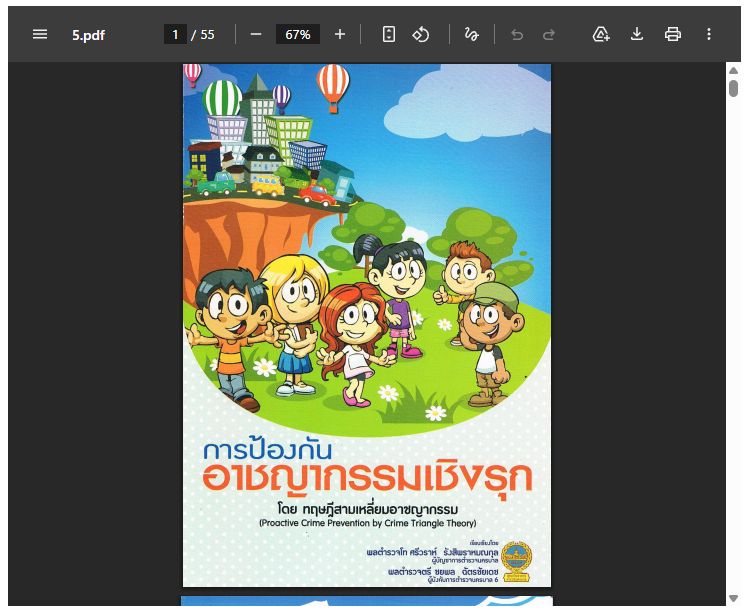 5.pdf
1 / 55
67%
การป้องกัน
อาชญากรรมเชิงรุก
โดย ทฤษฎีสามเหลี่ยมอาชญากรรม
(Proactive Crime Prevention by Crime Triangle Theory)
เรียบเรียงโดย
พลตำรวจโท ศรีวราห์ รังสิพราหมณกุล
ผู้บัญชาการตำรวจนครบาล
พลตำรวจตรี ชยพล ฉัตรชัยเดช
ผู้บังคับการตำรวจนครบาล 6